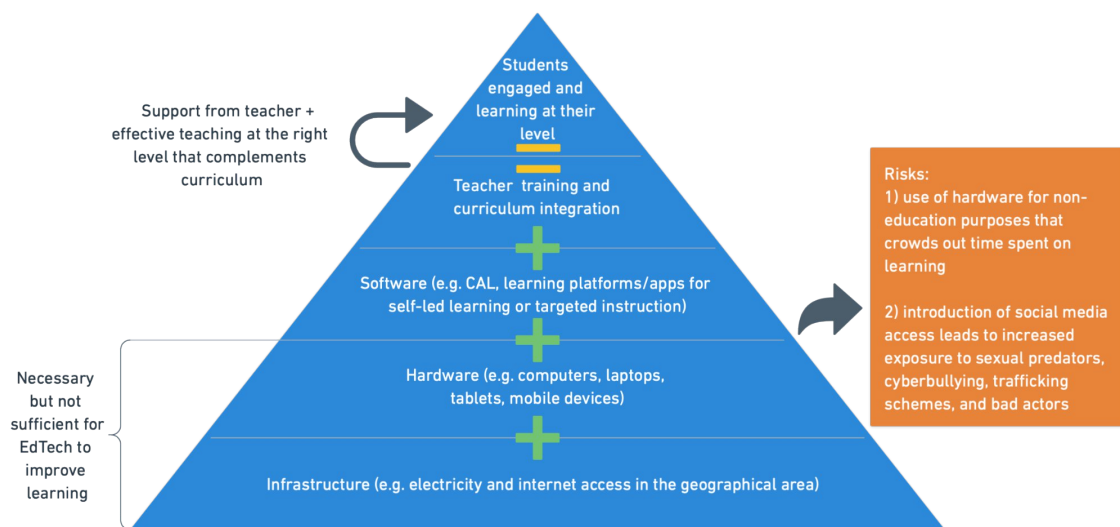 Students
engaged and
learning at their
level
Support from teacher +
effective teaching at the right
level that complements
curriculum
Teacher training and
curriculum integration
Software (e.g. CAL, learning platforms/apps for
self-led learning or targeted instruction)
Hardware (e.g. computers, laptops,
tablets, mobile devices)
Infrastructure (e.g. electricity and internet access in the geographical area)
Necessary
but not
sufficient for
EdTech to
improve
learning
Risks:
1) use of hardware for non-
education purposes that
crowds out time spent on
learning
2) introduction of social media
access leads to increased
exposure to sexual predators,
cyberbullying, trafficking
schemes, and bad actors